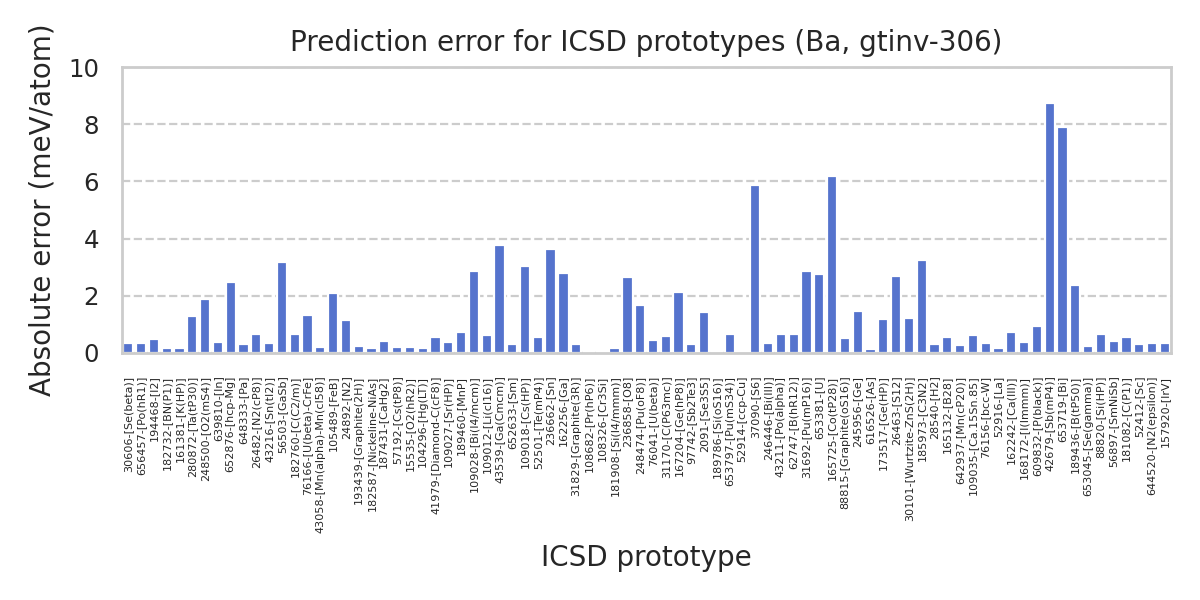 Prediction error for ICSD prototypes (Ba, gtinv-306)
Absolute error (meV/atom)
10
8
6
4
2
0
30606-[Se(beta)]
656457-[Po(hR1)]
194468-[I2]
182732-[BN(P1)]
161381-[K(HP)]
280872-[Ta(tP30)]
248500-[O2(mS4)]
639810-[In]
652876-[hcp-Mg]
648333-[Pa]
26482-[N2(cP8)]
43216-[Sn(tI2)]
56503-[GaSb]
182760-[C(C2/m)]
76166-[U(beta)-CrFe]
43058-[Mn(alpha)-Mn(cI58)]
105489-[FeB]
24892-[N2]
193439-[Graphite(2H)]
182587-[Nickeline-NiAs]
187431-[CaHg2]
57192-[Cs(tP8)]
15535-[O2(hR2)]
104296-[Hg(LT)]
41979-[Diamond-C(cF8)]
109027-[Sr(HP)]
189460-[MnP]
109028-[Bi(I4/mcm)]
109012-[Li(cI16)]
43539-[Ga(Cmcm)]
652633-[Sm]
109018-[Cs(HP)]
52501-[Te(mP4)]
236662-[Sn]
162256-[Ga]
31829-[Graphite(3R)]
108682-[Pr(hP6)]
108326-[Cr3Si]
181908-[Si(I4/mmm)]
236858-[O8]
248474-[Pu(oF8)]
76041-[U(beta)]
31170-[C(P63mc)]
167204-[Ge(hP8)]
97742-[Sb2Te3]
2091-[Se3S5]
189786-[Si(oS16)]
653797-[Pu(mS34)]
52914-[ccp-Cu]
37090-[S6]
246446-[Bi(III)]
43211-[Po(alpha)]
62747-[B(hR12)]
31692-[Pu(mP16)]
653381-[U]
165725-[Co(tP28)]
88815-[Graphite(oS16)]
245956-[Ge]
616526-[As]
173517-[Ge(HP)]
26463-[S12]
30101-[Wurtzite-ZnS(2H)]
185973-[C3N2]
28540-[H2]
165132-[B28]
642937-[Mn(cP20)]
109035-[Ca.15Sn.85]
76156-[bcc-W]
52916-[La]
162242-[Ca(III)]
168172-[I(Immm)]
609832-[P(black)]
42679-[Sb(mP4)]
653719-[Bi]
189436-[B(tP50)]
653045-[Se(gamma)]
88820-[Si(HP)]
56897-[SmNiSb]
181082-[C(P1)]
52412-[Sc]
644520-[N2(epsilon)]
157920-[IrV]
ICSD prototype